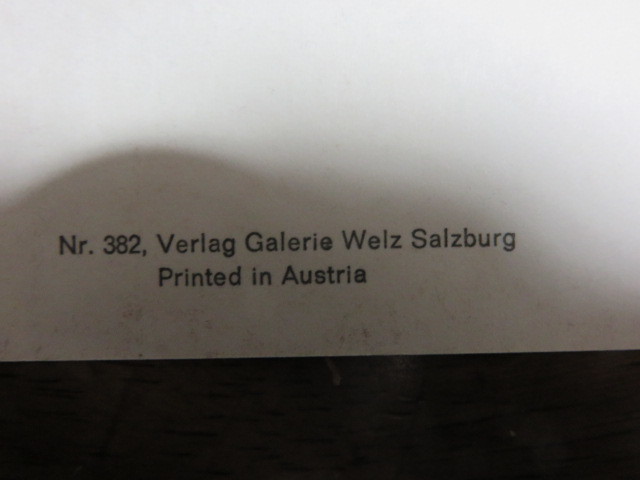 Nr. 382, Verlag Galerie Welz Salzburg
Printed in Austria